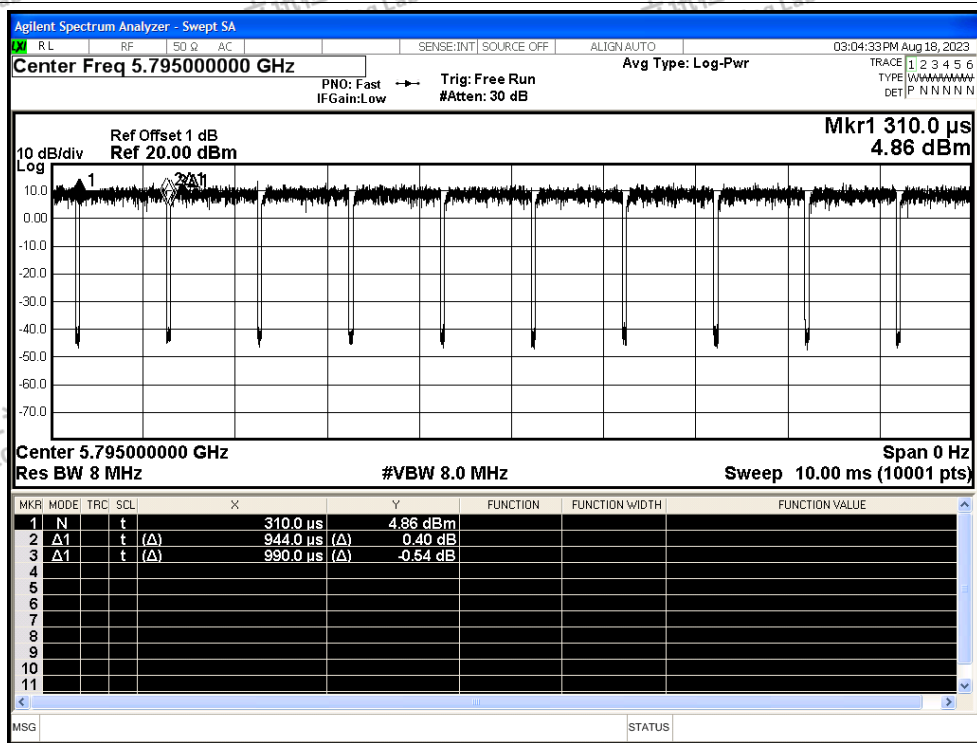 Agilent Spectrum Analyzer - Swept SA
LXI RL RF 50 Ω AC SENSE:INT SOURCE OFF ALIGN AUTO 03:04:33 PM Aug 18, 2023
Center Freq 5.795000000 GHz Avg Type: Log-Pwr TRACE 1 2 3 4 5 6
PNO: Fast Trig: Free Run TYPE WWWWWW
IFGain:Low #Atten: 30 dB DET P N N N N N
Mkr1 310.0 µs
Ref Offset 1 dB
10 dB/div Ref 20.00 dBm 4.86 dBm
Log
10.0
0.00
-10.0
-20.0
-30.0
-40.0
-50.0
-60.0
-70.0
1
Center 5.795000000 GHz Span 0 Hz
Res BW 8 MHz #VBW 8.0 MHz Sweep 10.00 ms (10001 pts)
MKR MODE TRC SCL X Y FUNCTION FUNCTION WIDTH FUNCTION VALUE
1 N t 310.0 µs 4.86 dBm
2 Δ1 t (Δ) 944.0 µs (Δ) 0.40 dB
3 Δ1 t (Δ) 990.0 µs (Δ) -0.54 dB
4
5
6
7
8
9
10
11
MSG STATUS